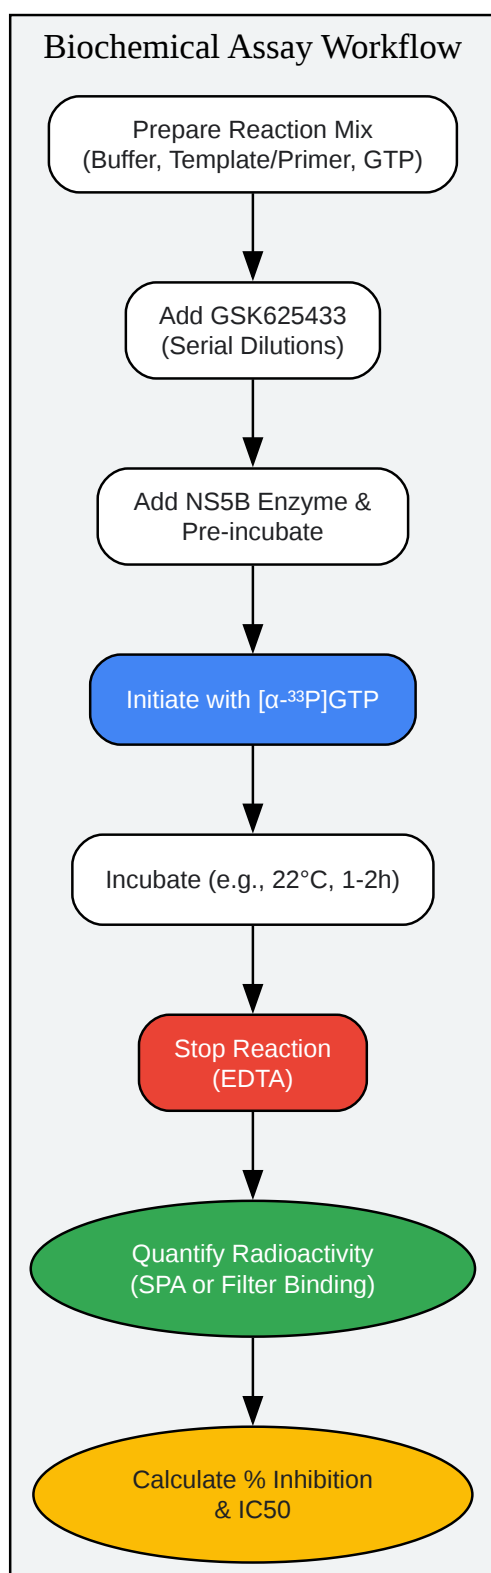 Biochemical Assay Workflow
Prepare Reaction Mix
(Buffer, Template/Primer, GTP)
Add GSK625433
(Serial Dilutions)
Add NS5B Enzyme &
Pre-incubate
Initiate with [α-³³P]GTP
Incubate (e.g., 22°C, 1-2h)
Stop Reaction
(EDTA)
Quantify Radioactivity
(SPA or Filter Binding)
Calculate % Inhibition
& IC50